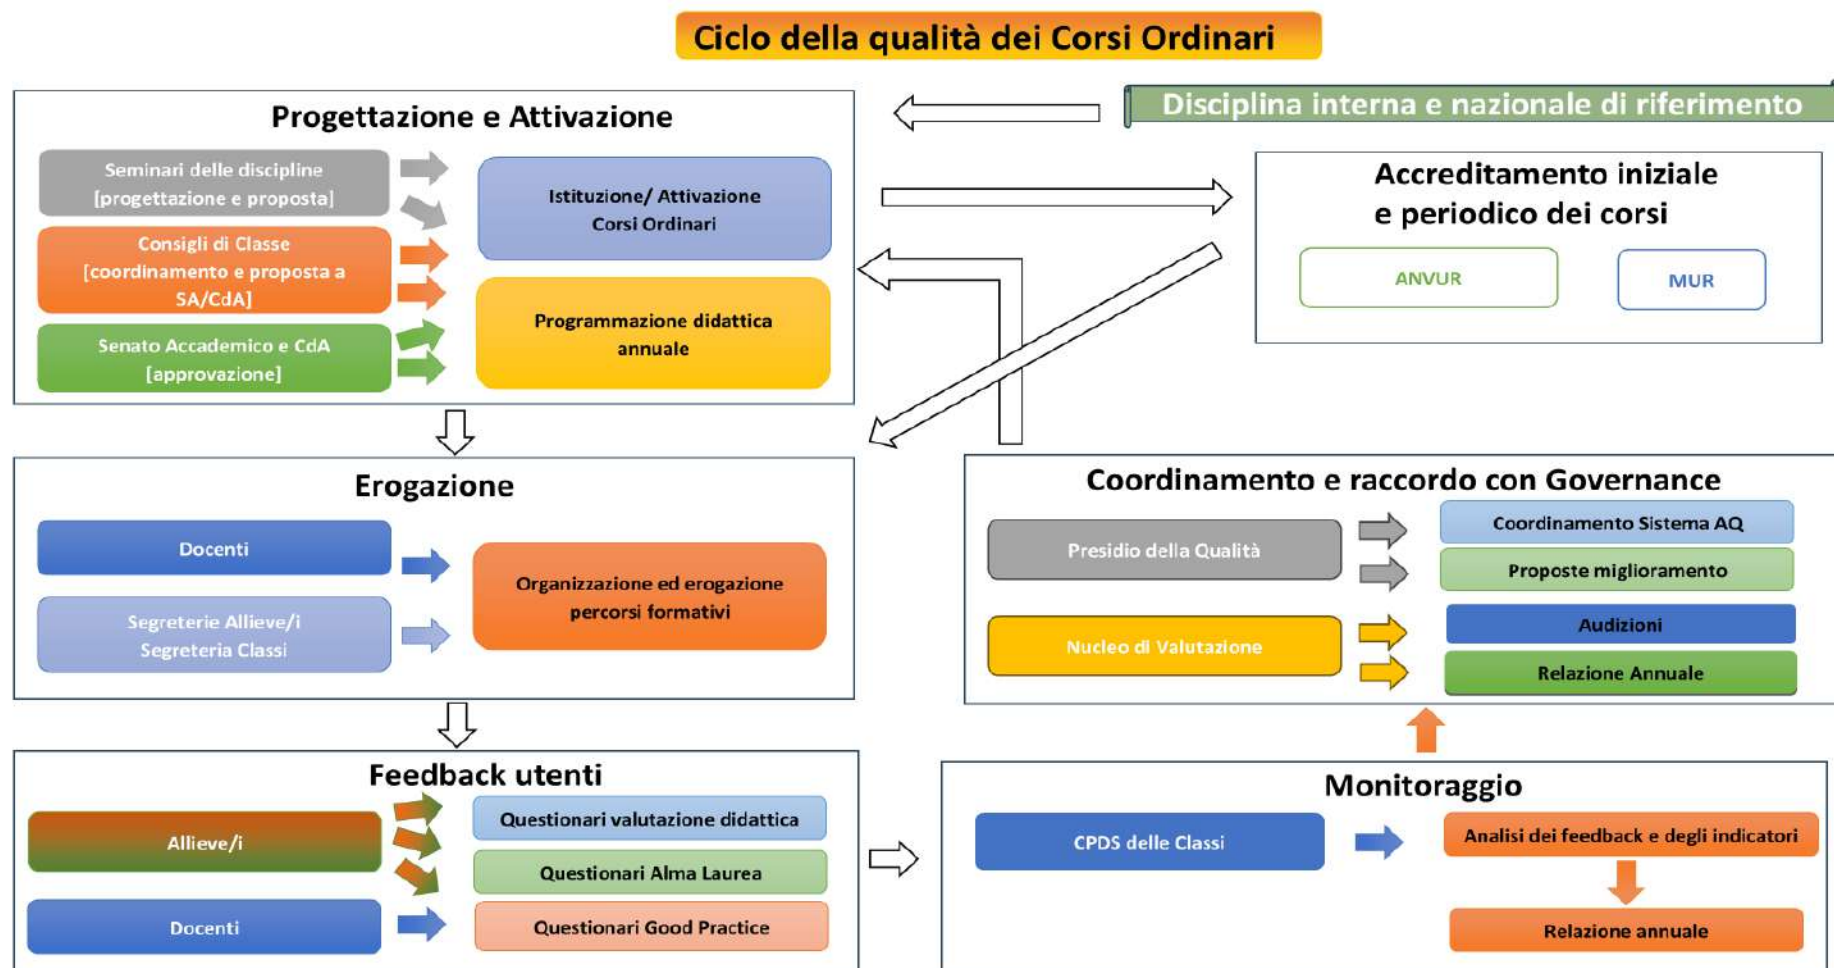 Ciclo della qualità dei Corsi Ordinari
Disciplina interna e nazionale di riferimento
Progettazione e Attivazione
Seminari delle discipline
[progettazione e proposta]
Consigli di Classe
[coordinamento e proposta a
SA/CdA]
Senato Accademico e CdA
[approvazione]
Istituzione/ Attivazione
Corsi Ordinari
Programmazione didattica
annuale
Accreditamento iniziale
e periodico dei corsi
ANVUR
MUR
Erogazione
Docenti
Segreterie Allieve/i
Segreteria Classi
Organizzazione ed erogazione
percorsi formativi
Coordinamento e raccordo con Governance
Presidio della Qualità
Coordinamento Sistema AQ
Proposte miglioramento
Nucleo di Valutazione
Audizioni
Relazione Annuale
Feedback utenti
Allieve/i
Docenti
Questionari valutazione didattica
Questionari Alma Laurea
Questionari Good Practice
Monitoraggio
CPDS delle Classi
Analisi dei feedback e degli indicatori
Relazione annuale